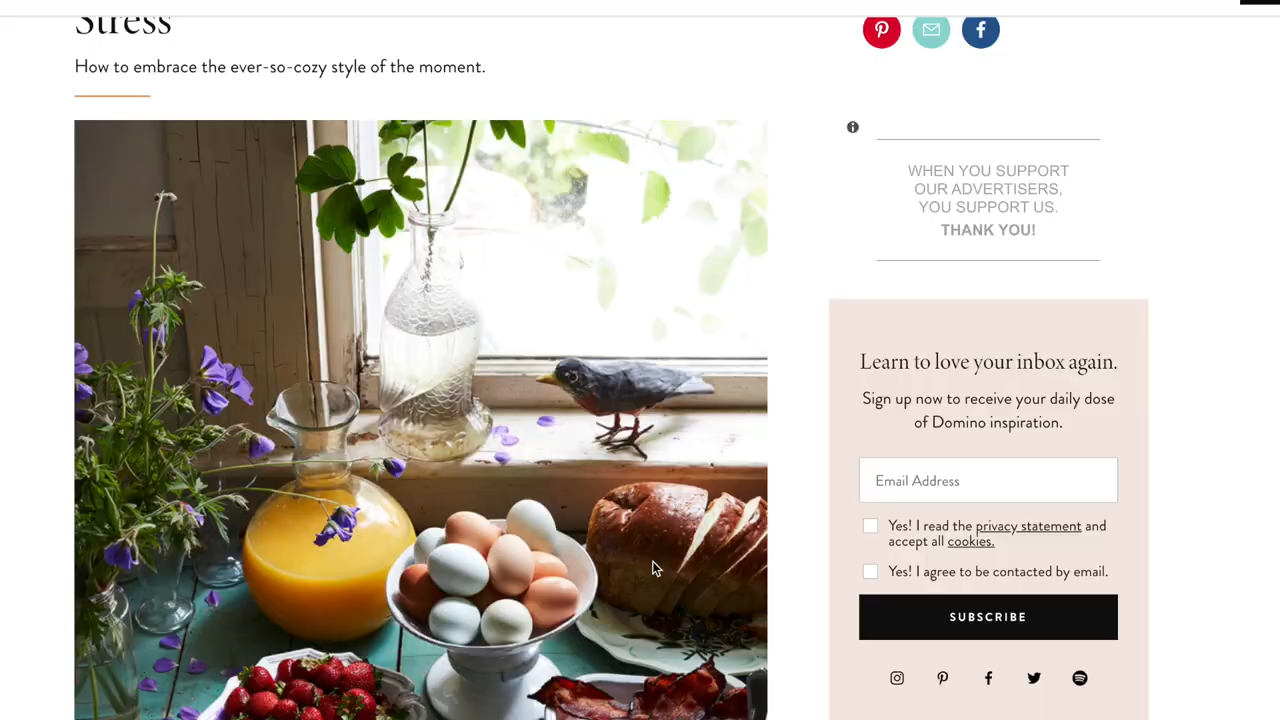 Stress
How to embrace the ever-so-cozy style of the moment.
WHEN YOU SUPPORT
OUR ADVERTISERS,
YOU SUPPORT US.
THANK YOU!
Learn to love your inbox again.
Sign up now to receive your daily dose
of Domino inspiration.
Email Address
Yes! I read the privacy statement and
accept all cookies.
Yes! I agree to be contacted by email.
SUBSCRIBE